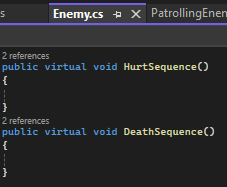 Enemy.cs PatrollingEnem
2 references
public virtual void HurtSequence()
{
}
2 references
public virtual void DeathSequence()
{
}